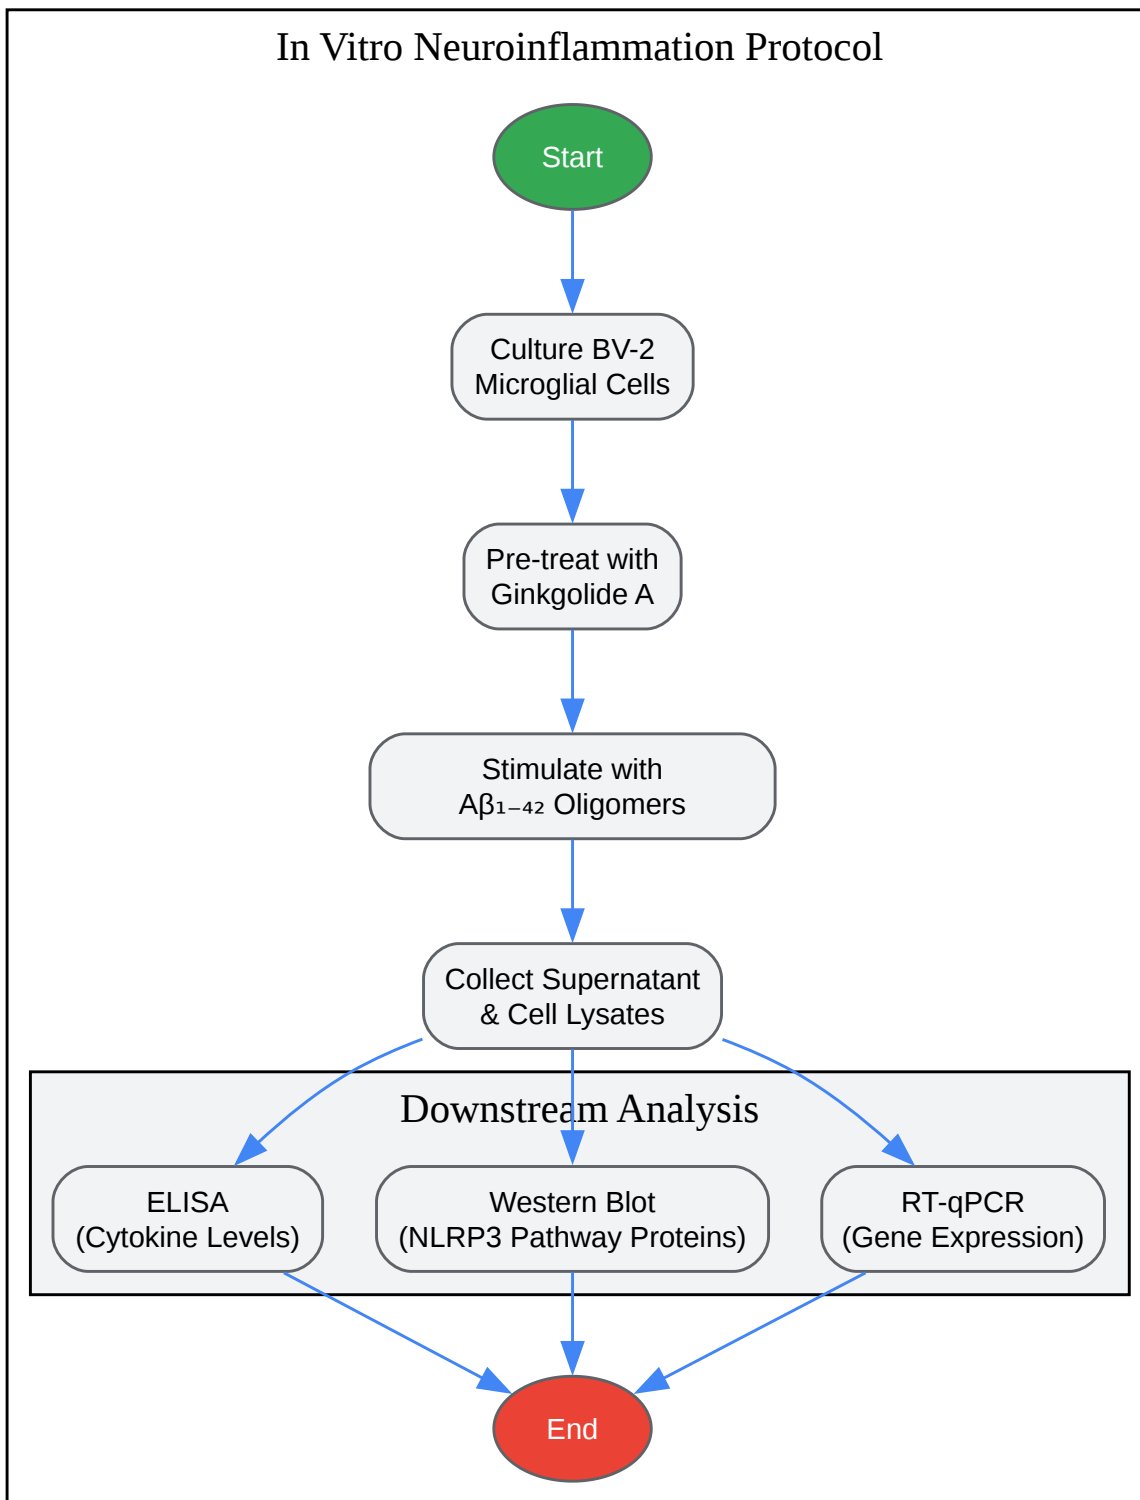 In Vitro Neuroinflammation Protocol
Start
Culture BV-2
Microglial Cells
Pre-treat with
Ginkgolide A
Stimulate with
Aβ₁₋₄₂ Oligomers
Collect Supernatant
& Cell Lysates
Downstream Analysis
ELISA
(Cytokine Levels)
Western Blot
(NLRP3 Pathway Proteins)
RT-qPCR
(Gene Expression)
End